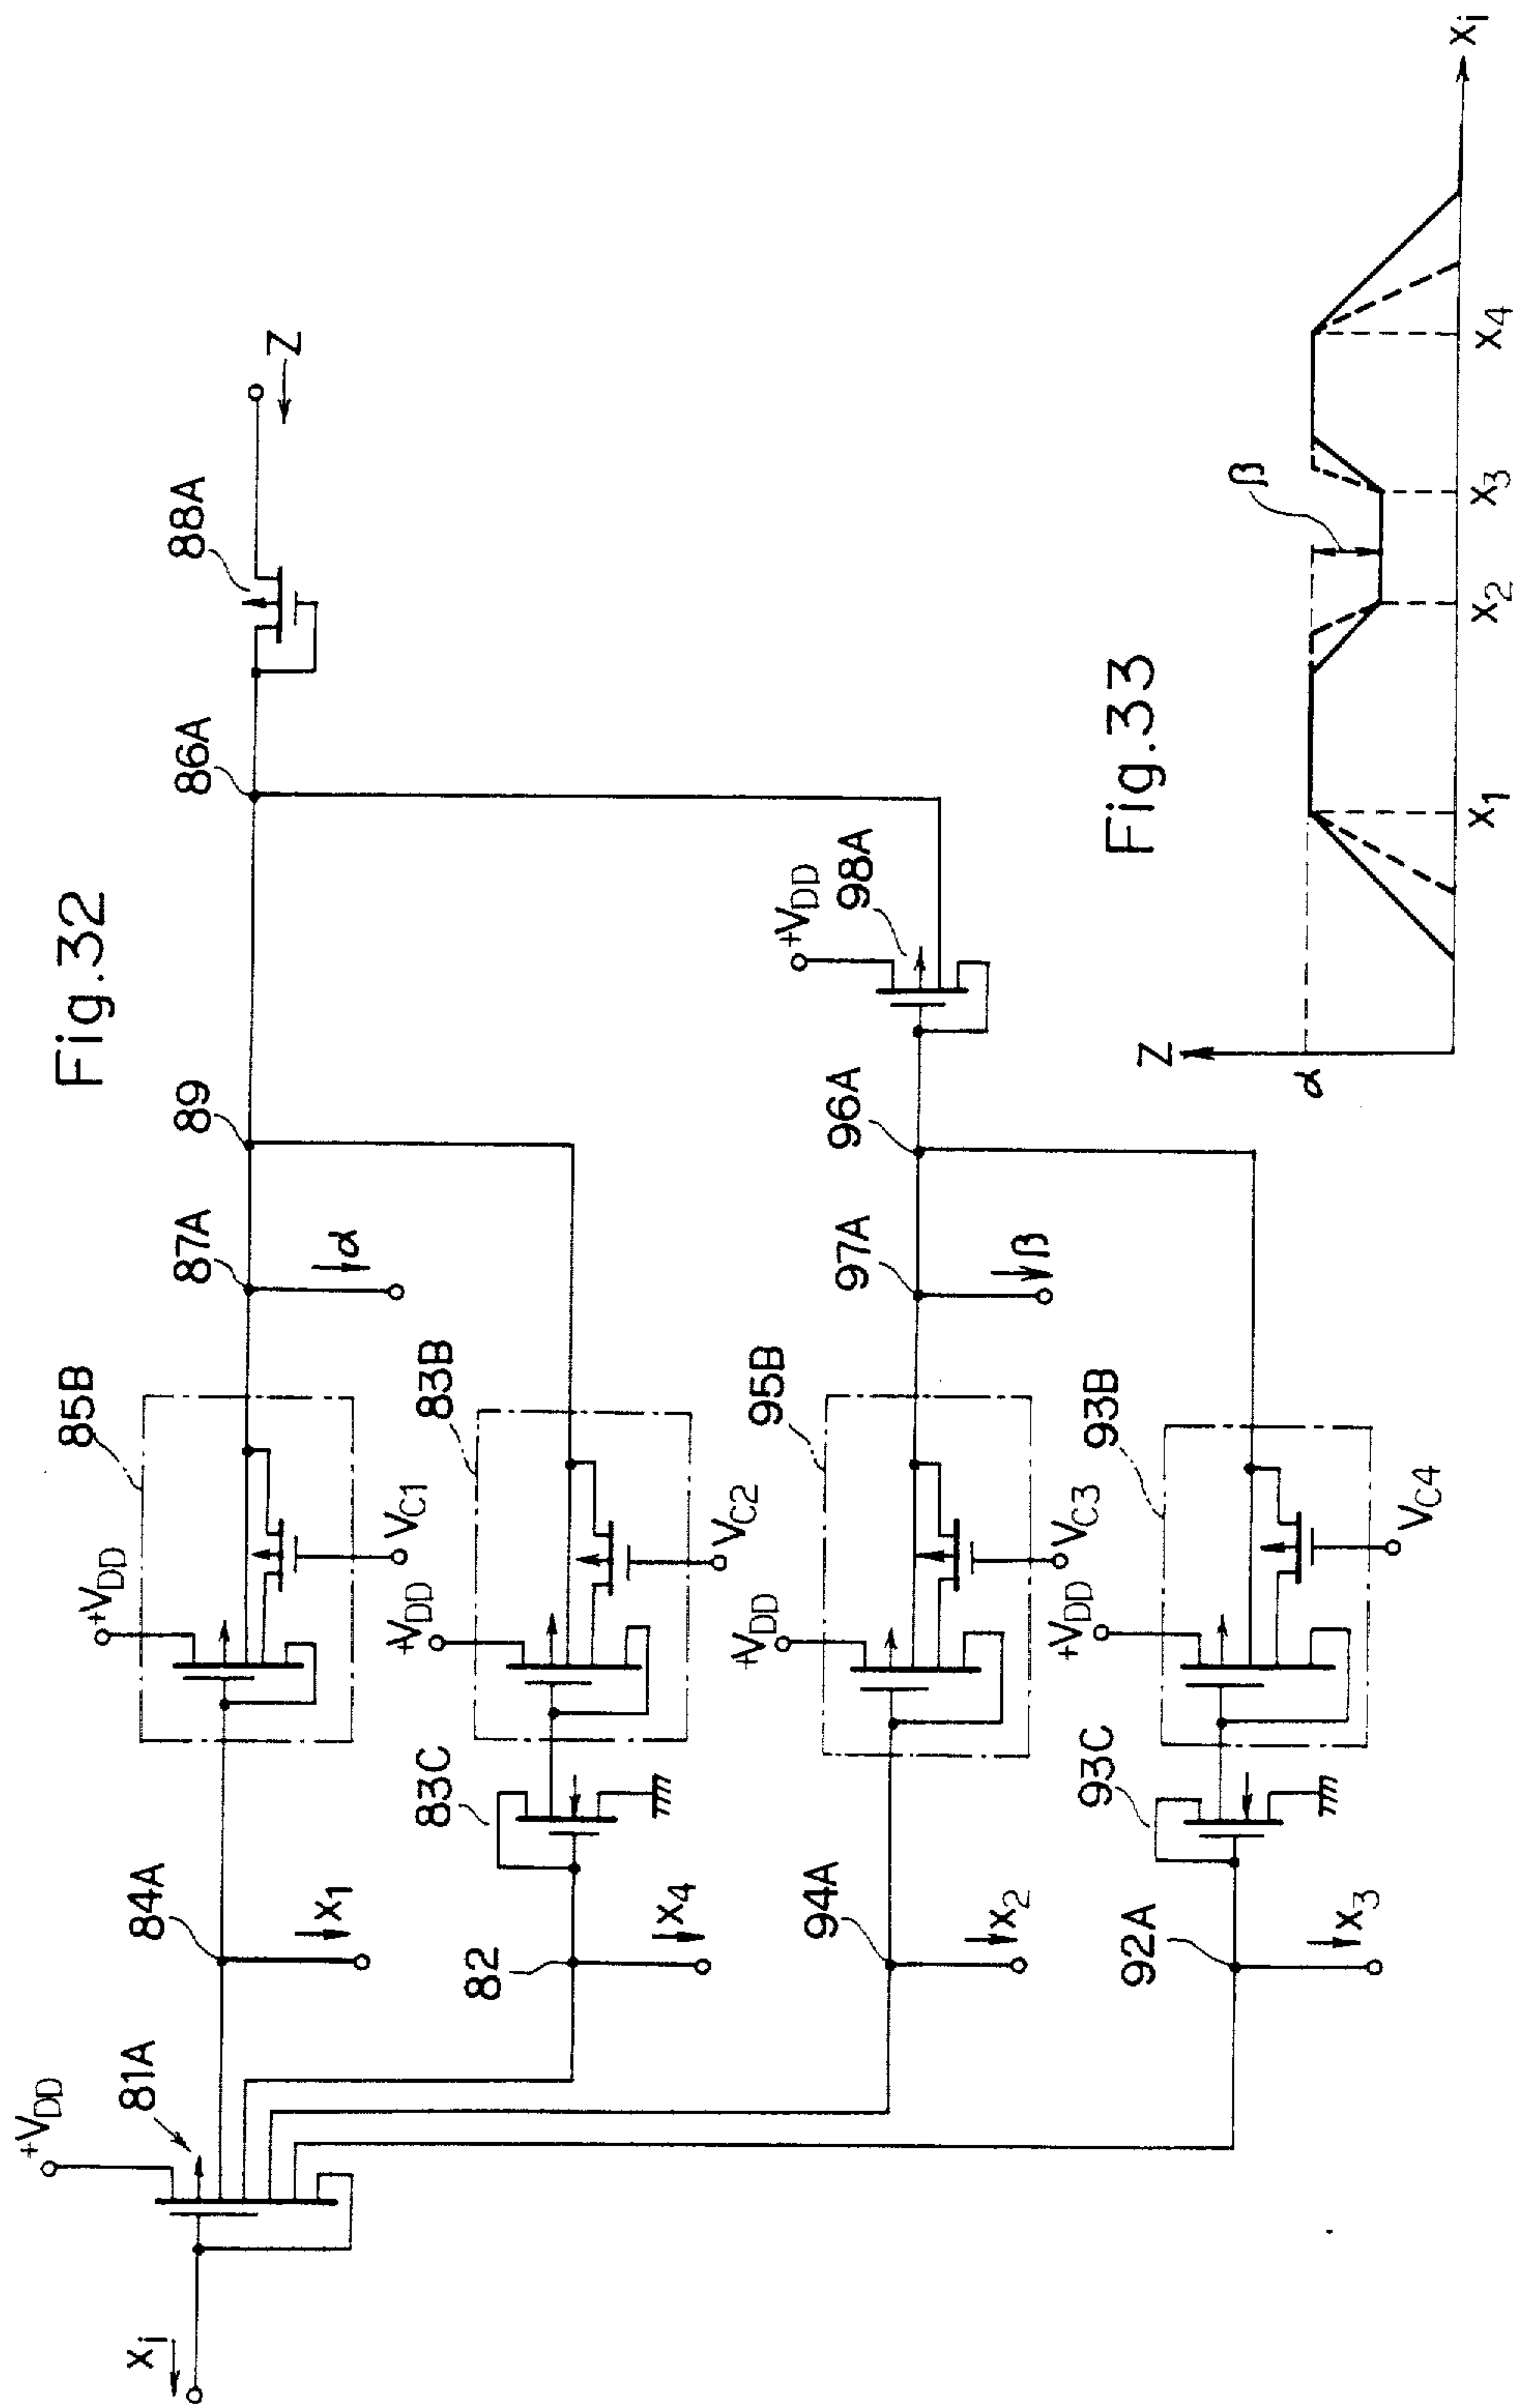 Fig.32
+VDD
81A
xi
84A
x1
+VDD
85B
VC1
87A
α
89
86A
88A
Z
82
x4
83C
+VDD
83B
VC2
94A
x2
+VDD
95B
VC3
97A
β
96A
+VDD
98A
92A
x3
93C
+VDD
93B
VC4
Fig.33
Z
α
β
x1
x2
x3
x4
xi